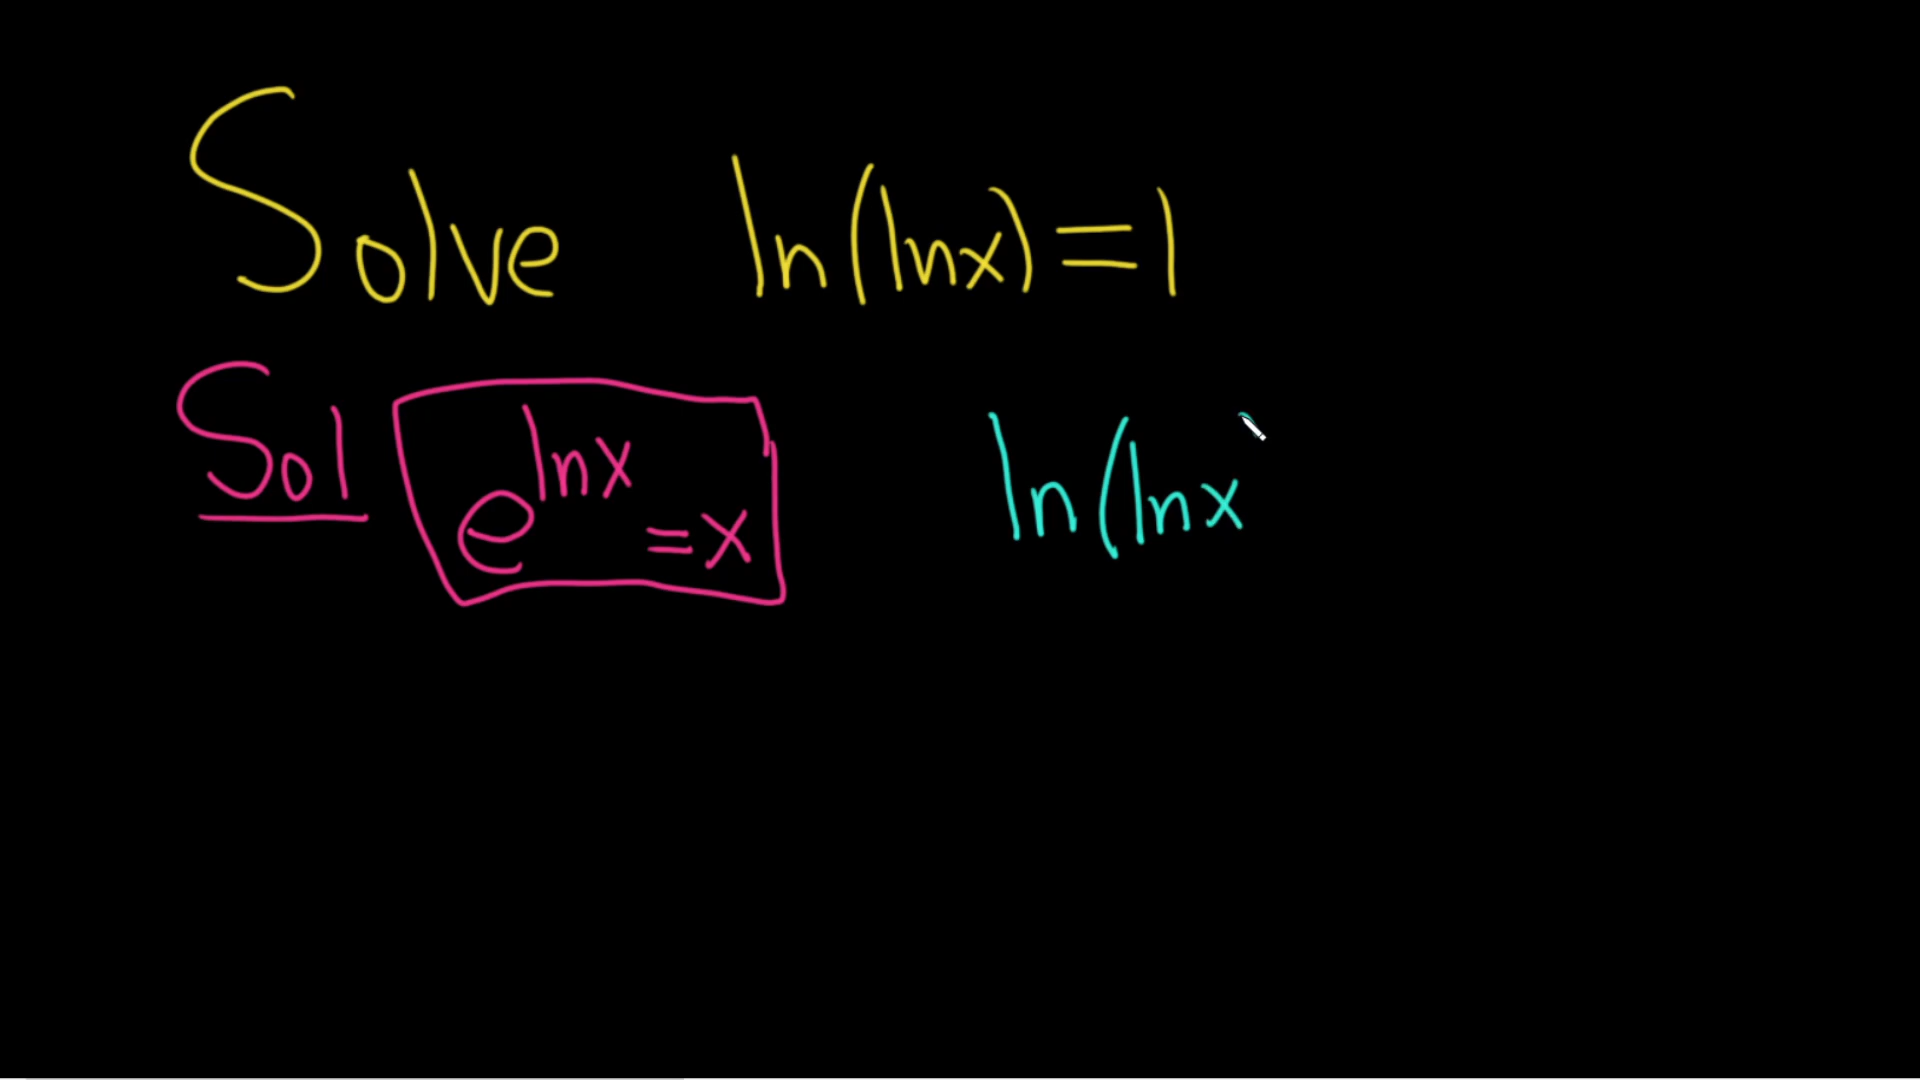 Solve ln(lnx)=1
Sol e^lnx = x ln(lnx